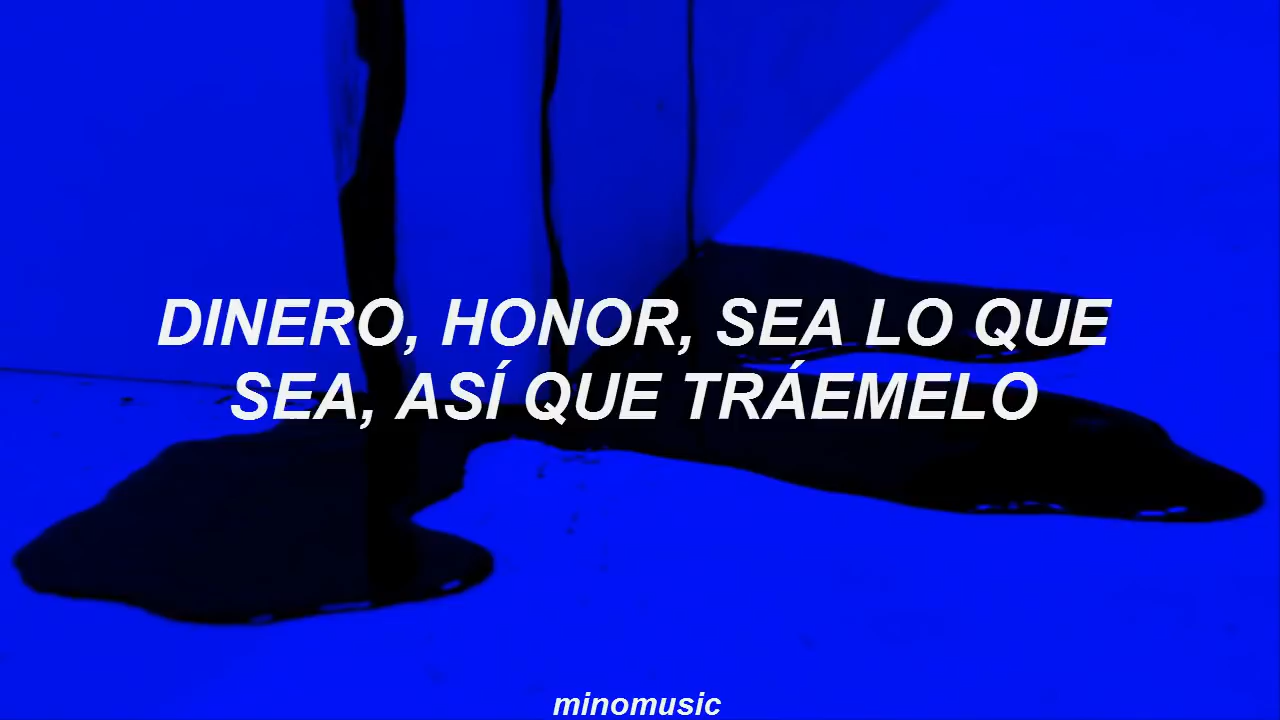 DINERO, HONOR, SEA LO QUE
SEA, ASÍ QUE TRÁEMELO
minomusic